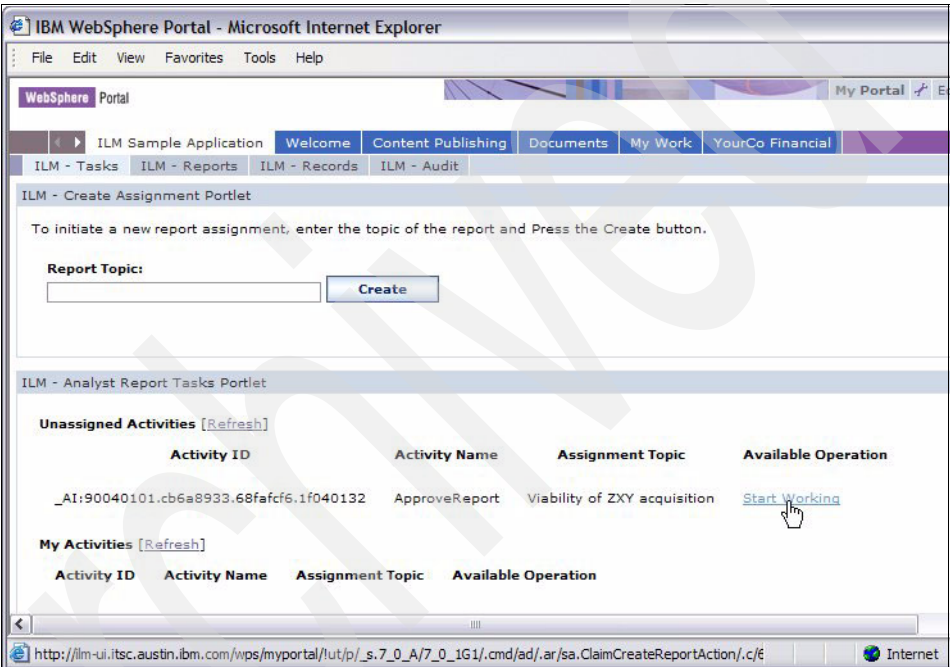 IBM WebSphere Portal - Microsoft Internet Explorer
File Edit View Favorites Tools Help
WebSphere Portal
My Portal
ILM Sample Application Welcome Content Publishing Documents My Work YourCo Financial
ILM - Tasks ILM - Reports ILM - Records ILM - Audit
ILM - Create Assignment Portlet
To initiate a new report assignment, enter the topic of the report and Press the Create button.
Report Topic:
Create
ILM - Analyst Report Tasks Portlet
Unassigned Activities [Refresh]
Activity ID Activity Name Assignment Topic Available Operation
_AI:90040101.cb6a8933.68fafcf6.1f040132 ApproveReport Viability of ZXY acquisition Start Working
My Activities [Refresh]
Activity ID Activity Name Assignment Topic Available Operation
http://ilm-ui.itsc.austin.ibm.com/wps/myportal/!ut/p/_s.7_0_A/7_0_1G1/.cmd/ad/.ar/sa.ClaimCreateReportAction/.c/6 Internet